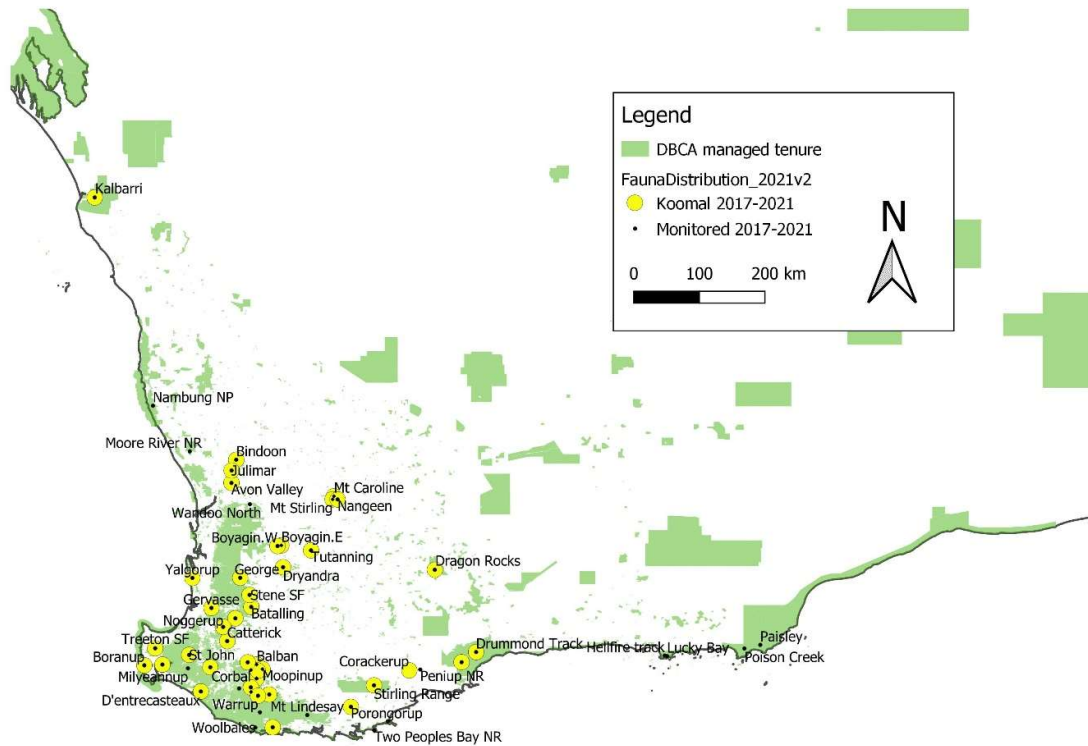 Legend
DBCA managed tenure
FaunaDistribution_2021v2
Koomal 2017-2021
Monitored 2017-2021
0 100 200 km
N
Kalbarri
Nambung NP
Moore River NR
Bindoon
Julimar
Avon Valley
Mt Caroline
Wandoo North
Mt Stirling
Nangeen
Boyagin.W
Boyagin.E
Tutanning
Yalgorup
George
Dryandra
Dragon Rocks
Stene SF
Gervasse
Batalling
Noggerup
Catterick
Treeton SF
St John
Balban
Boranup
Milyeannup
Corbal
Moopinup
D'entrecasteaux
Warrup
Mt Lindesay
Woolbales
Corackerup
Drummond Track
Peniup NR
Stirling Range
Porongorup
Two Peoples Bay NR
Hellfire track
Lucky Bay
Paisley
Poison Creek